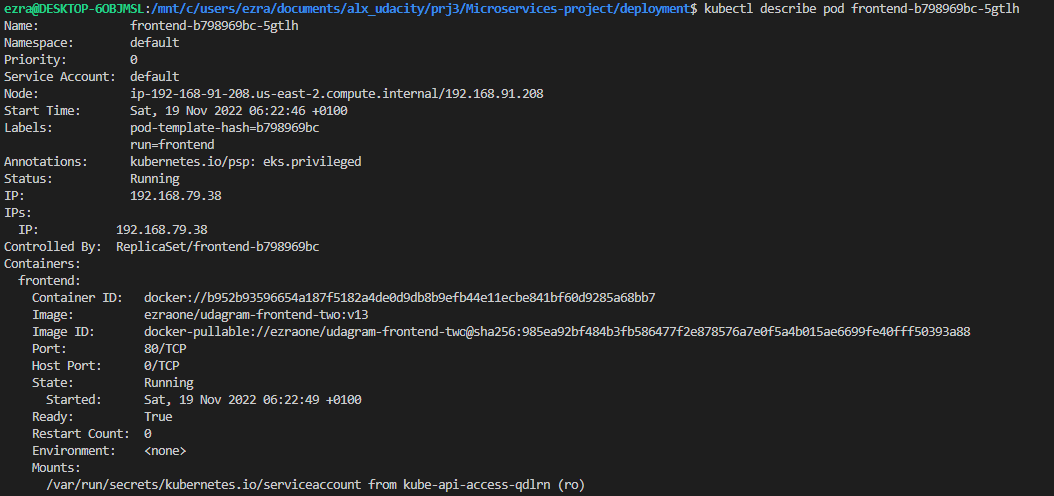 ezra@DESKTOP-6OBJMSL:/mnt/c/users/ezra/documents/alx_udacity/prj3/Microservices-project/deployment$ kubectl describe pod frontend-b798969bc-5gtlh
Name:             frontend-b798969bc-5gtlh
Namespace:        default
Priority:         0
Service Account:  default
Node:             ip-192-168-91-208.us-east-2.compute.internal/192.168.91.208
Start Time:       Sat, 19 Nov 2022 06:22:46 +0100
Labels:           pod-template-hash=b798969bc
                  run=frontend
Annotations:      kubernetes.io/psp: eks.privileged
Status:           Running
IP:               192.168.79.38
IPs:
  IP:           192.168.79.38
Controlled By:  ReplicaSet/frontend-b798969bc
Containers:
  frontend:
    Container ID:   docker://b952b93596654a187f5182a4de0d9db8b9efb44e11ecbe841bf60d9285a68bb7
    Image:          ezraone/udagram-frontend-two:v13
    Image ID:       docker-pullable://ezraone/udagram-frontend-two@sha256:985ea92bf484b3fb586477f2e878576a7e0f5a4b015ae6699fe40fff50393a88
    Port:           80/TCP
    Host Port:      0/TCP
    State:          Running
      Started:      Sat, 19 Nov 2022 06:22:49 +0100
    Ready:          True
    Restart Count:  0
    Environment:    <none>
    Mounts:
      /var/run/secrets/kubernetes.io/serviceaccount from kube-api-access-qdlrn (ro)